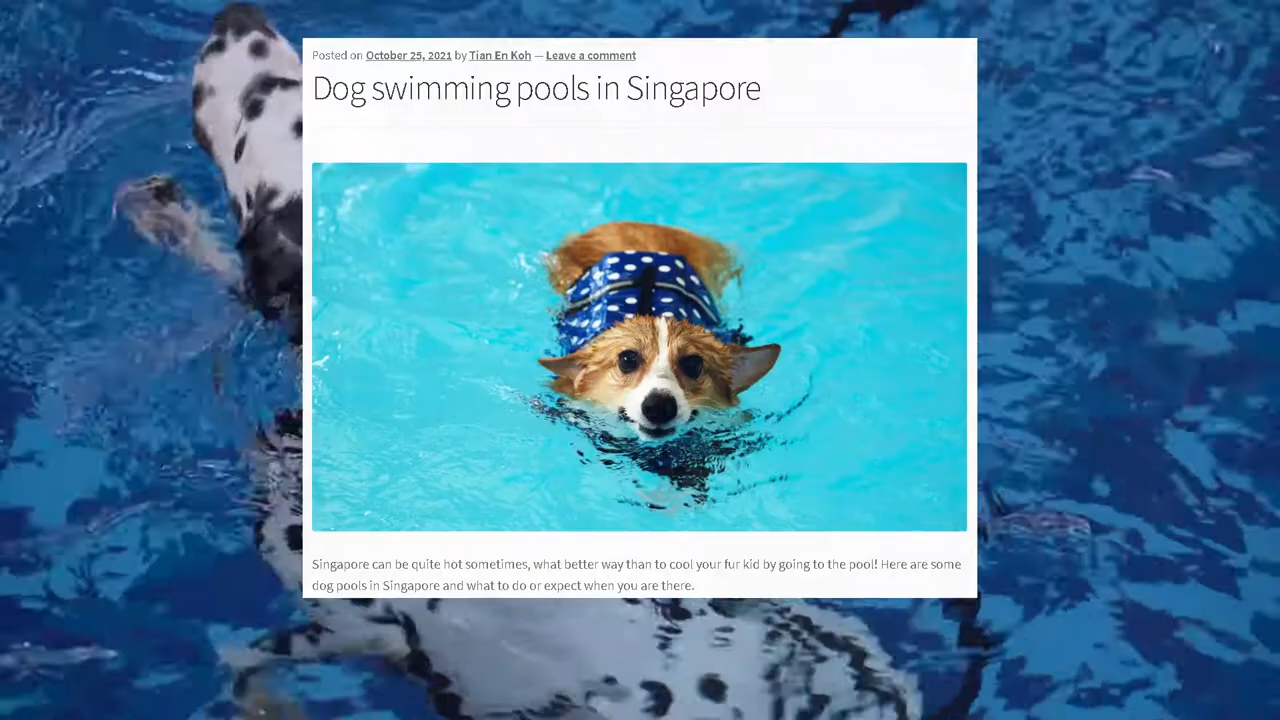 Posted on October 25, 2021 by Tian En Koh — Leave a comment
Dog swimming pools in Singapore
Singapore can be quite hot sometimes, what better way than to cool your fur kid by going to the pool! Here are some
dog pools in Singapore and what to do or expect when you are there.